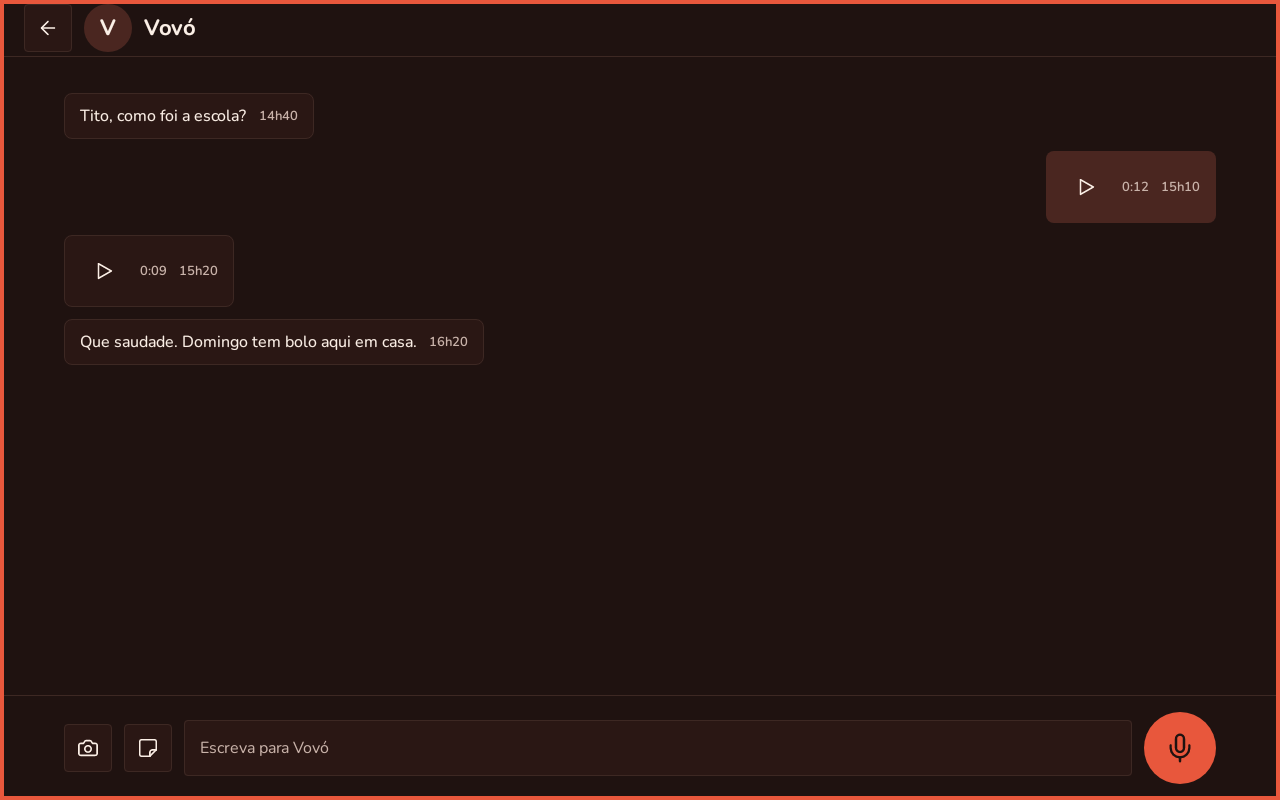 V Vovó
Tito, como foi a escola? 14h40
0:12 15h10
0:09 15h20
Que saudade. Domingo tem bolo aqui em casa. 16h20
Escreva para Vovó